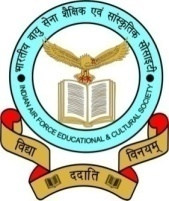 भारतीय वायु सेना शैक्षिक एवं सांस्कृतिक सोसाइटी
INDIAN AIR FORCE EDUCATIONAL & CULTURAL SOCIETY
विद्या
ददाति
विनयम्